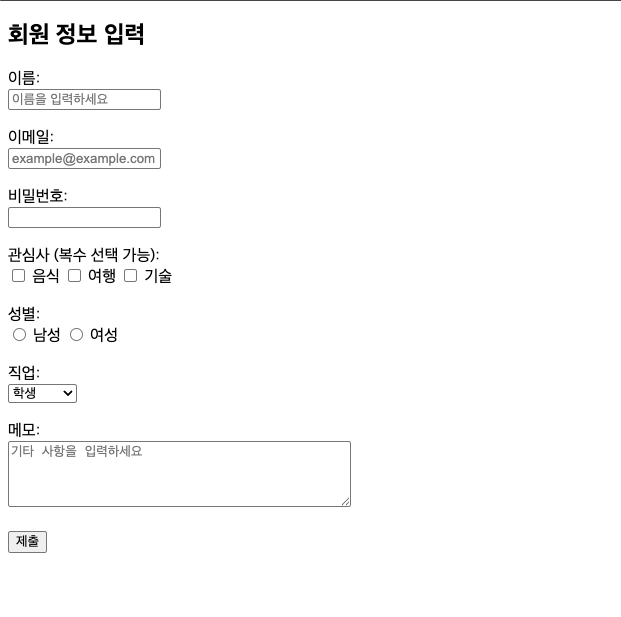 회원 정보 입력
이름:
이름을 입력하세요
이메일:
example@example.com
비밀번호:
관심사 (복수 선택 가능):
음식 여행 기술
성별:
남성 여성
직업:
학생
메모:
기타 사항을 입력하세요
제출